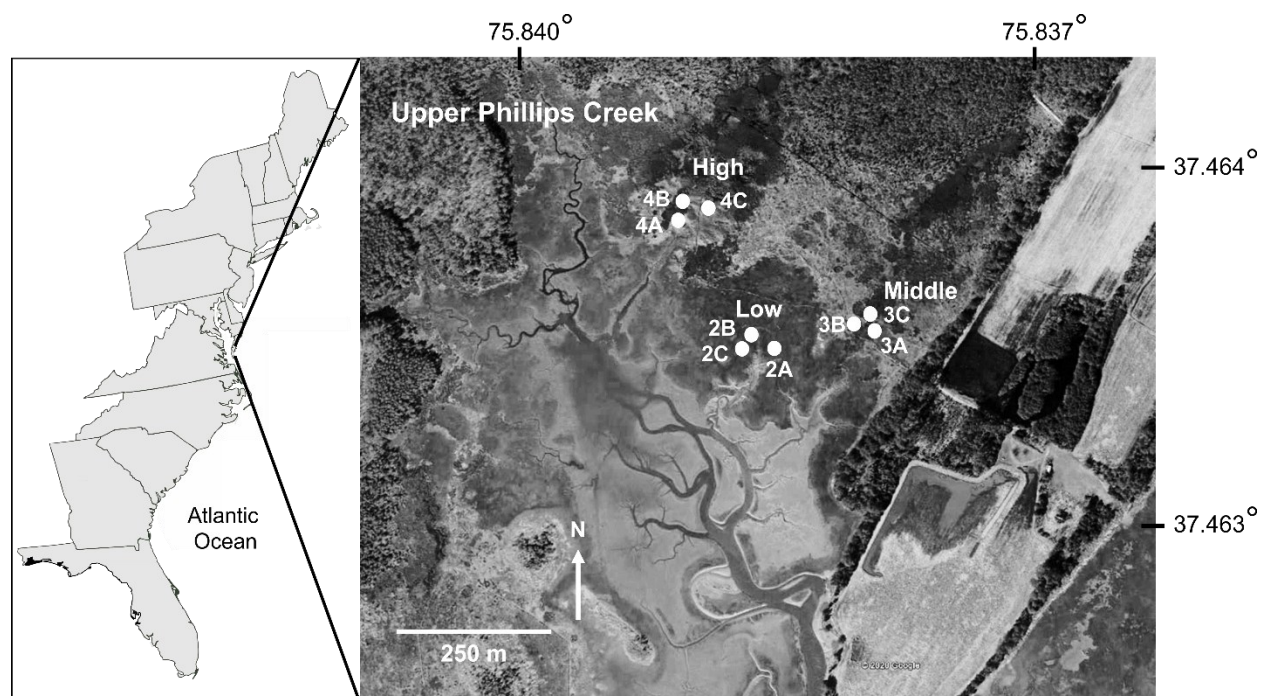 75.840°
75.837°
Upper Phillips Creek
High
37.464°
4B
4C
4A
Middle
Low
3C
2B
3B
3A
2C
2A
Atlantic
Ocean
37.463°
N
250 m
© 2020 Google